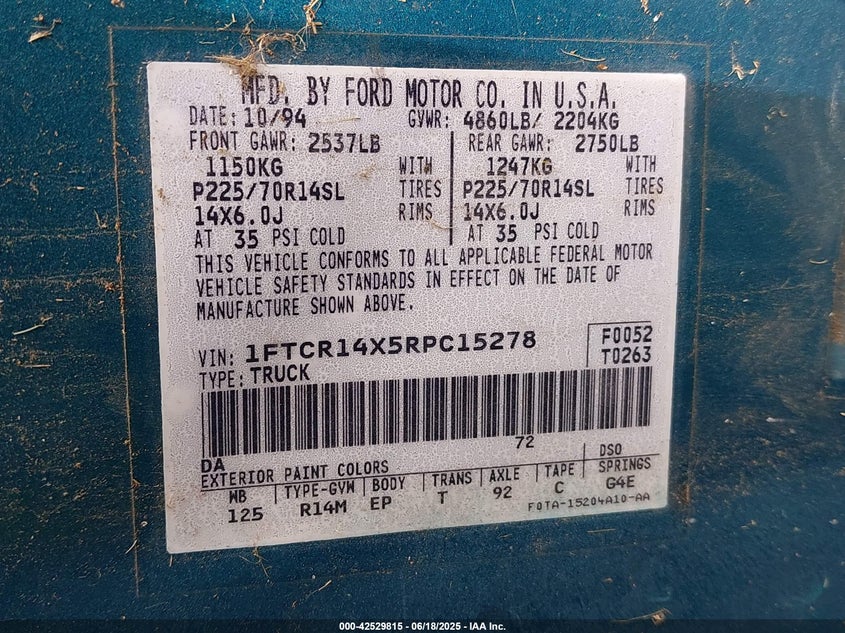 MFD. BY FORD MOTOR CO. IN U.S.A.
DATE: 10/94 GVWR: 4860LB/ 2204KG
FRONT GAWR: 2537LB REAR GAWR: 2750LB
1150KG WITH 1247KG WITH
P225/70R14SL TIRES P225/70R14SL TIRES
14X6.0J RIMS 14X6.0J RIMS
AT 35 PSI COLD AT 35 PSI COLD
THIS VEHICLE CONFORMS TO ALL APPLICABLE FEDERAL MOTOR
VEHICLE SAFETY STANDARDS IN EFFECT ON THE DATE OF
MANUFACTURE SHOWN ABOVE.
VIN: 1FTCR14X5RPC15278 F0052
TYPE: TRUCK T0263
72
DA DSO
EXTERIOR PAINT COLORS
WB TYPE-GVW BODY TRANS AXLE TAPE SPRINGS
125 R14M EP T 92 C G4E
F0TA-15204A10-AA
000-42529815 - 06/18/2025 - IAA Inc.